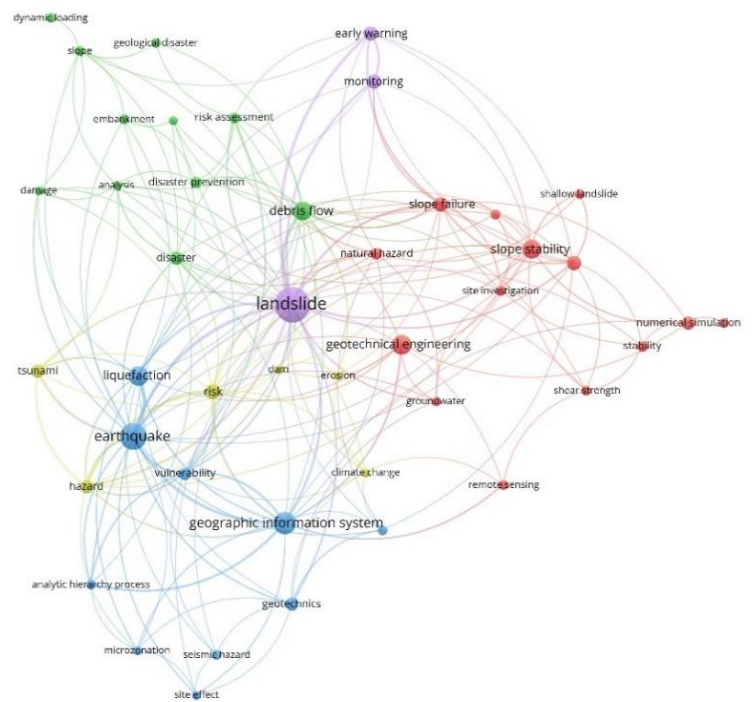 dynamic loading
early warning
geological disaster
slope
monitoring
embankment
risk assessment
damage
analysis
disaster prevention
shallow landslide
debris flow
slope failure
natural hazard
slope stability
disaster
site investigation
landslide
numerical simulation
geotechnical engineering
stability
tsunami
liquefaction
dam
erosion
risk
shear strength
groundwater
earthquake
vulnerability
climate change
hazard
remote sensing
geographic information system
analytic hierarchy process
geotechnics
microzonation
seismic hazard
site effect